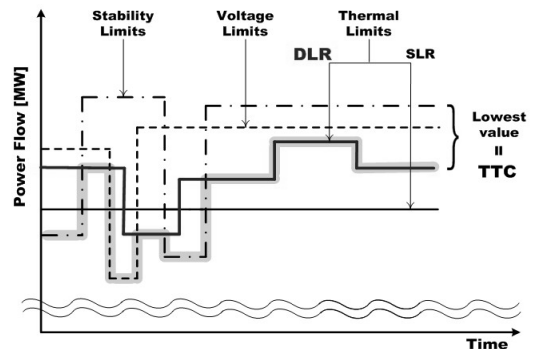 Stability
Limits
Voltage
Limits
Thermal
Limits
DLR
SLR
Power Flow [MW]
Lowest
value
=
TTC
Time